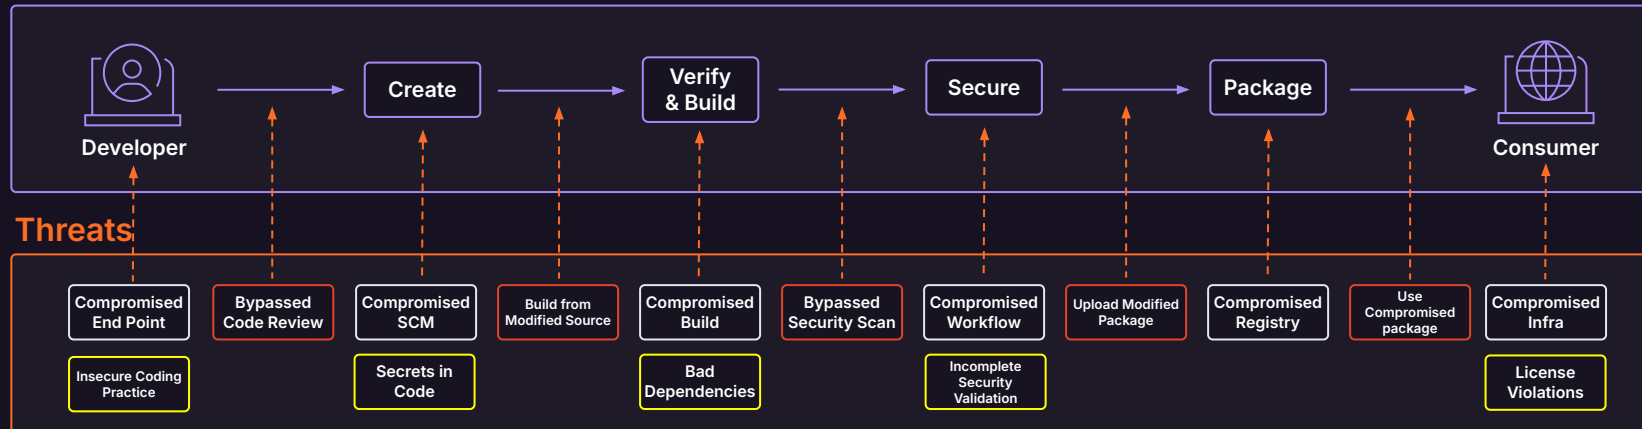 Developer
Create
Verify
& Build
Secure
Package
Consumer
Threats
Compromised
End Point
Bypassed
Code Review
Compromised
SCM
Build from
Modified Source
Compromised
Build
Bypassed
Security Scan
Compromised
Workflow
Upload Modified
Package
Compromised
Registry
Use
Compromised
package
Compromised
Infra
Insecure Coding
Practice
Secrets in
Code
Bad
Dependencies
Incomplete
Security
Validation
License
Violations